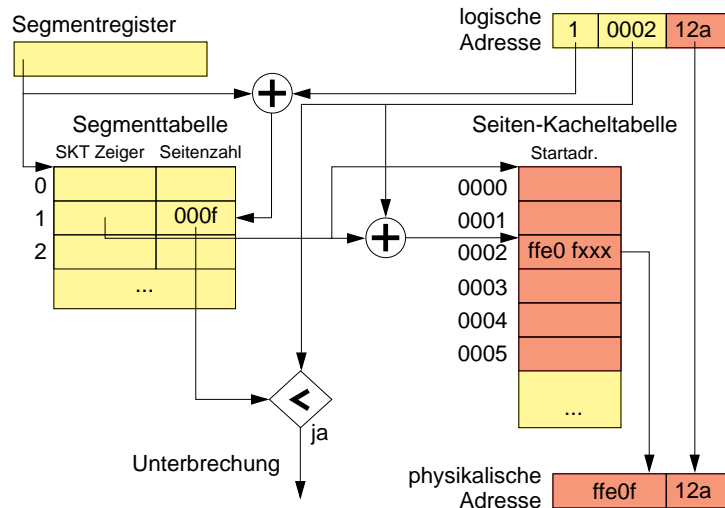 Segmentregister
logische
Adresse
1 0002 12a
Segmenttabelle
SKT Zeiger Seitenzahl
0
1 000f
2
...
Seiten-Kacheltabelle
Startadr.
0000
0001
0002 ffe0 fxxx
0003
0004
0005
...
<
ja
Unterbrechung
physikalische
Adresse
ffe0f 12a